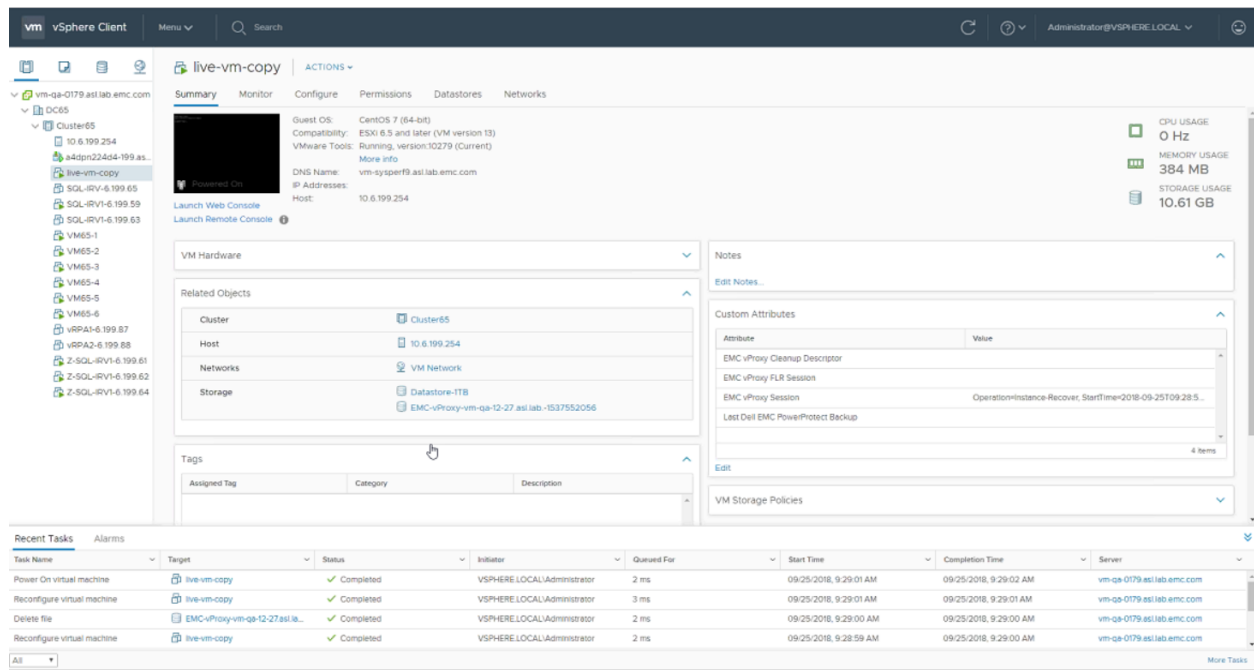 vm vSphere Client Menu Search Administrator@VSPHERE.LOCAL
vm-qa-0179.asl.lab.emc.com
DC65
Cluster65
10.6.199.254
a4dpn224d4-199.as...
live-vm-copy
SQL-IRV-6.199.65
SQL-IRV1-6.199.59
SQL-IRV1-6.199.63
VM65-1
VM65-2
VM65-3
VM65-4
VM65-5
VM65-6
vRPA1-6.199.87
vRPA2-6.199.88
Z-SQL-IRV1-6.199.61
Z-SQL-IRV1-6.199.62
Z-SQL-IRV1-6.199.64
live-vm-copy ACTIONS
Summary Monitor Configure Permissions Datastores Networks
Powered On
Launch Web Console
Launch Remote Console
Guest OS: CentOS 7 (64-bit)
Compatibility: ESXi 6.5 and later (VM version 13)
VMware Tools: Running, version:10279 (Current)
More info
DNS Name: vm-sysperf9.asl.lab.emc.com
IP Addresses:
Host: 10.6.199.254
CPU USAGE
0 Hz
MEMORY USAGE
384 MB
STORAGE USAGE
10.61 GB
VM Hardware
Related Objects
Cluster Cluster65
Host 10.6.199.254
Networks VM Network
Storage Datastore-1TB
EMC-vProxy-vm-qa-12-27.asl.lab.-1537552056
Tags
Assigned Tag Category Description
Notes
Edit Notes...
Custom Attributes
Attribute Value
EMC vProxy Cleanup Descriptor
EMC vProxy FLR Session
EMC vProxy Session Operation=Instance-Recover, StartTime=2018-09-25T09:28:5...
Last Dell EMC PowerProtect Backup
4 items
Edit
VM Storage Policies
Recent Tasks Alarms
Task Name Target Status Initiator Queued For Start Time Completion Time Server
Power On virtual machine live-vm-copy Completed VSPHERE.LOCAL\Administrator 2 ms 09/25/2018, 9:29:01 AM 09/25/2018, 9:29:02 AM vm-qa-0179.asl.lab.emc.com
Reconfigure virtual machine live-vm-copy Completed VSPHERE.LOCAL\Administrator 3 ms 09/25/2018, 9:29:01 AM 09/25/2018, 9:29:01 AM vm-qa-0179.asl.lab.emc.com
Delete file EMC-vProxy-vm-qa-12-27.asl.la... Completed VSPHERE.LOCAL\Administrator 2 ms 09/25/2018, 9:29:00 AM 09/25/2018, 9:29:00 AM vm-qa-0179.asl.lab.emc.com
Reconfigure virtual machine live-vm-copy Completed VSPHERE.LOCAL\Administrator 2 ms 09/25/2018, 9:28:59 AM 09/25/2018, 9:29:00 AM vm-qa-0179.asl.lab.emc.com
All More Tasks